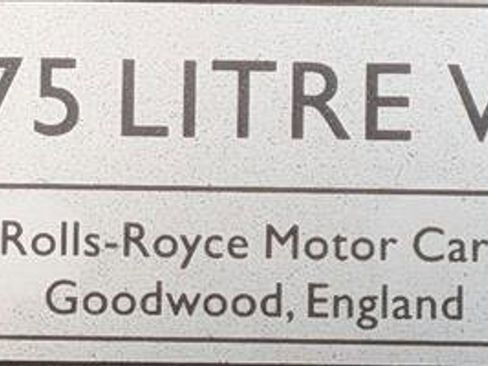 75 LITRE V
Rolls-Royce Motor Car
Goodwood, England